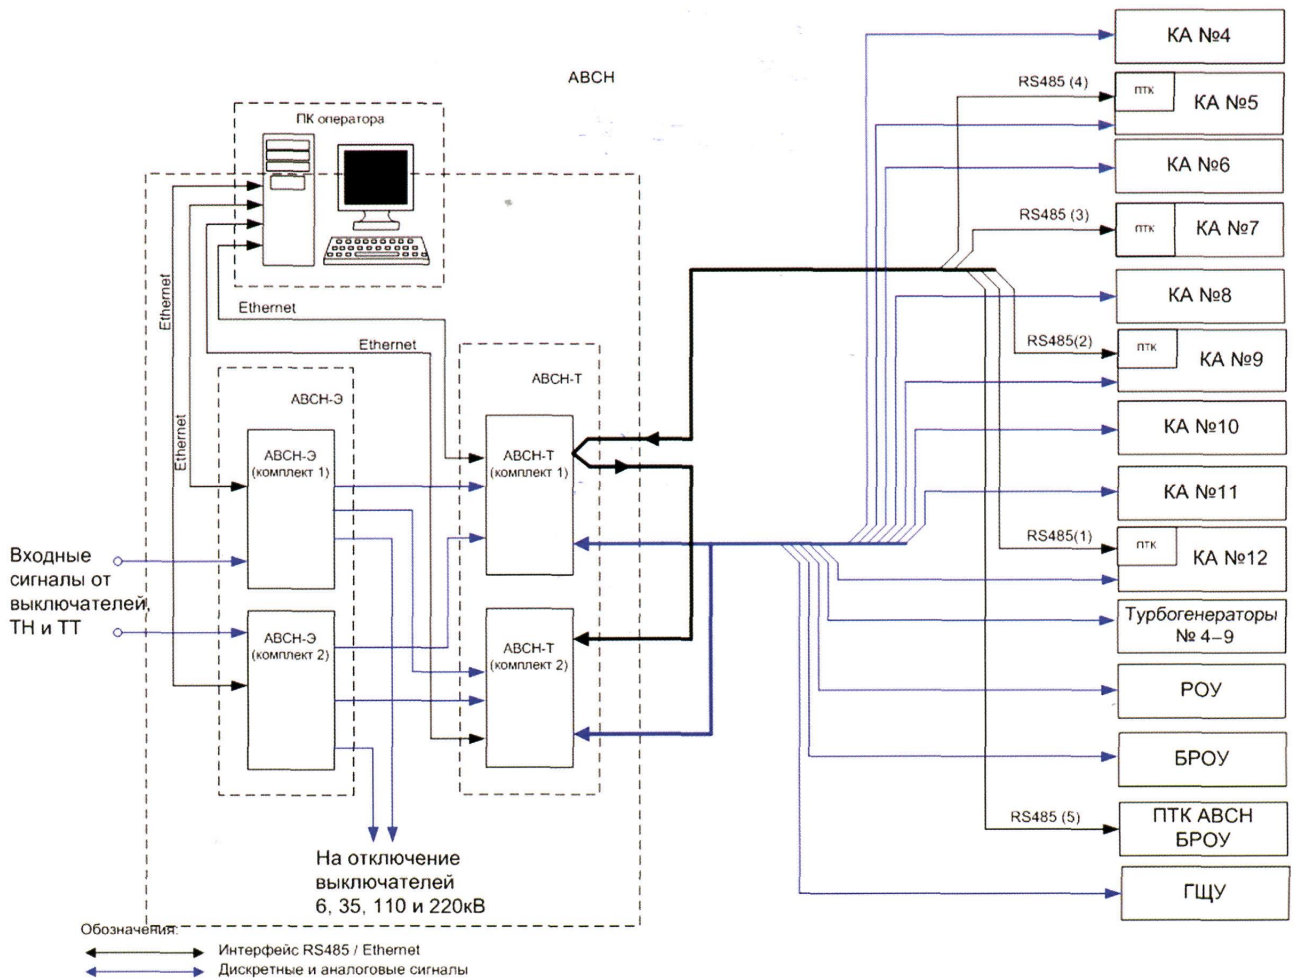 АВСН
ПК оператора
Ethernet
Ethernet
Ethernet
Ethernet
АВСН-Э
АВСН-Э
(комплект 1)
АВСН-Э
(комплект 2)
АВСН-Т
АВСН-Т
(комплект 1)
АВСН-Т
(комплект 2)
Входные
сигналы от
выключателей,
ТН и ТТ
На отключение
выключателей
6, 35, 110 и 220кВ
КА №4
RS485 (4)
ПТК
КА №5
КА №6
RS485 (3)
ПТК
КА №7
КА №8
RS485(2)
ПТК
КА №9
КА №10
КА №11
RS485(1)
ПТК
КА №12
Турбогенераторы
№ 4–9
РОУ
БРОУ
RS485 (5)
ПТК АВСН
БРОУ
ГЩУ
Обозначения:
Интерфейс RS485 / Ethernet
Дискретные и аналоговые сигналы